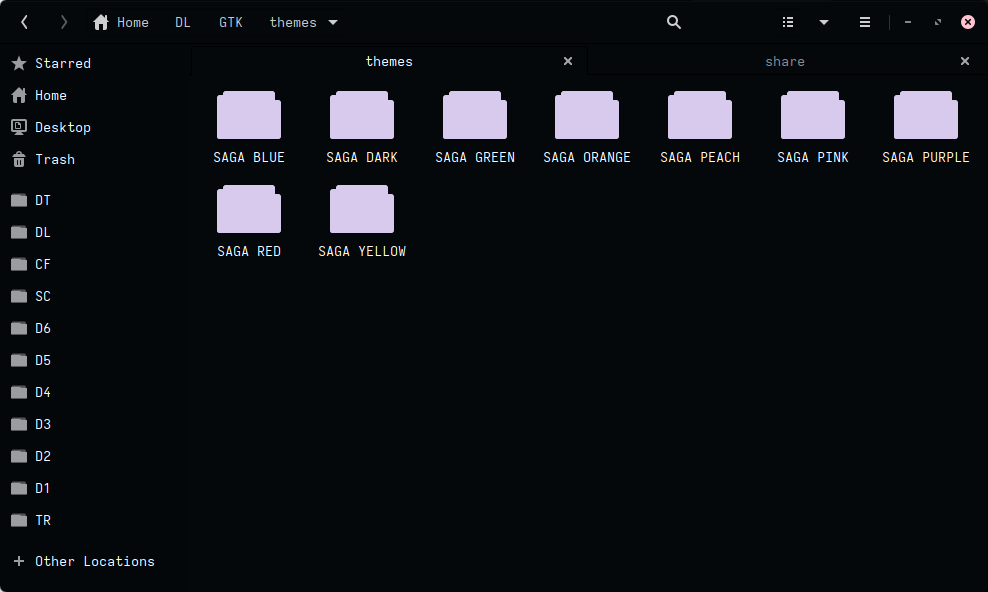 Home DL GTK themes
Starred
Home
Desktop
Trash
DT
DL
CF
SC
D6
D5
D4
D3
D2
D1
TR
Other Locations
themes share
SAGA BLUE SAGA DARK SAGA GREEN SAGA ORANGE SAGA PEACH SAGA PINK SAGA PURPLE
SAGA RED SAGA YELLOW